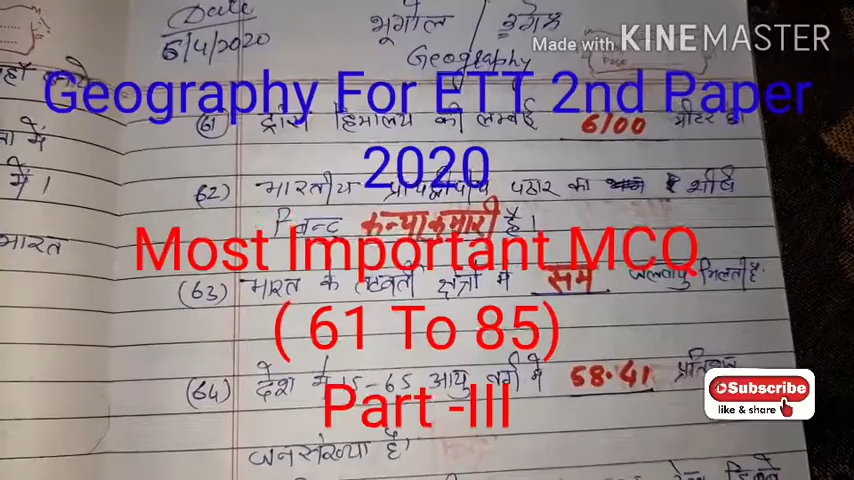 Date
6/4/2020
भूगोल
Geography
Made with KINEMASTER
Page
Geography For ETT 2nd Paper
2020
Most Important MCQ
( 61 To 85)
Part -III
(61) हिमालय की लम्बाई 6100 मीटर है
62) भारतीय पठार का शीर्ष
बिन्दु कन्याकुमारी है।
(63) भारत के तटवर्ती क्षेत्रों में सम जलवायु मिलती है.
(64) देश में 15-65 आयु वर्ग में 58.41 प्रतिशत
जनसंख्या है।
में
में।
भारत
Subscribe
like & share